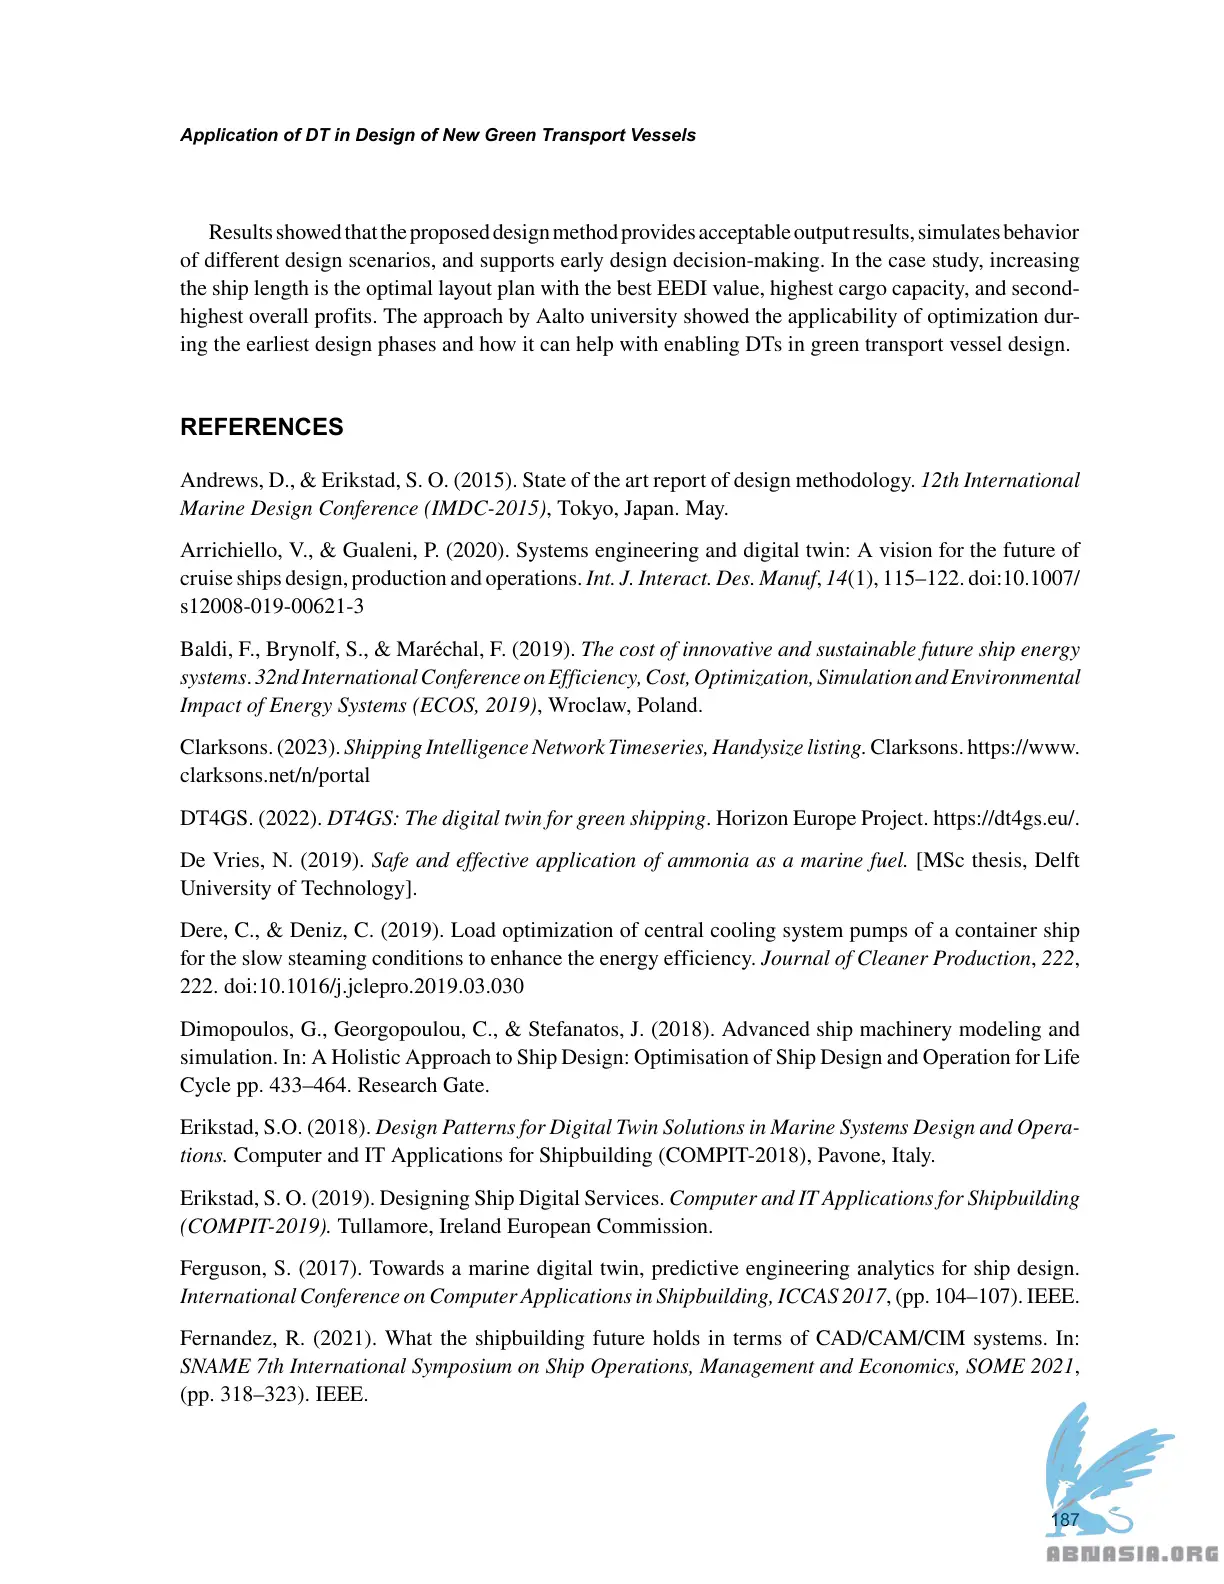 Application of DT in Design of New Green Transport Vessels
Results showed that the proposed design method provides acceptable output results, simulates behavior
of different design scenarios, and supports early design decision-making. In the case study, increasing
the ship length is the optimal layout plan with the best EEDI value, highest cargo capacity, and second-
highest overall profits. The approach by Aalto university showed the applicability of optimization dur-
ing the earliest design phases and how it can help with enabling DTs in green transport vessel design.
REFERENCES
Andrews, D., & Erikstad, S. O. (2015). State of the art report of design methodology. 12th International
Marine Design Conference (IMDC-2015), Tokyo, Japan. May.
Arrichiello, V., & Gualeni, P. (2020). Systems engineering and digital twin: A vision for the future of
cruise ships design, production and operations. Int. J. Interact. Des. Manuf, 14(1), 115–122. doi:10.1007/
s12008-019-00621-3
Baldi, F., Brynolf, S., & Maréchal, F. (2019). The cost of innovative and sustainable future ship energy
systems. 32nd International Conference on Efficiency, Cost, Optimization, Simulation and Environmental
Impact of Energy Systems (ECOS, 2019), Wroclaw, Poland.
Clarksons. (2023). Shipping Intelligence Network Timeseries, Handysize listing. Clarksons. https://www.
clarksons.net/n/portal
DT4GS. (2022). DT4GS: The digital twin for green shipping. Horizon Europe Project. https://dt4gs.eu/.
De Vries, N. (2019). Safe and effective application of ammonia as a marine fuel. [MSc thesis, Delft
University of Technology].
Dere, C., & Deniz, C. (2019). Load optimization of central cooling system pumps of a container ship
for the slow steaming conditions to enhance the energy efficiency. Journal of Cleaner Production, 222,
222. doi:10.1016/j.jclepro.2019.03.030
Dimopoulos, G., Georgopoulou, C., & Stefanatos, J. (2018). Advanced ship machinery modeling and
simulation. In: A Holistic Approach to Ship Design: Optimisation of Ship Design and Operation for Life
Cycle pp. 433–464. Research Gate.
Erikstad, S.O. (2018). Design Patterns for Digital Twin Solutions in Marine Systems Design and Opera-
tions. Computer and IT Applications for Shipbuilding (COMPIT-2018), Pavone, Italy.
Erikstad, S. O. (2019). Designing Ship Digital Services. Computer and IT Applications for Shipbuilding
(COMPIT-2019). Tullamore, Ireland European Commission.
Ferguson, S. (2017). Towards a marine digital twin, predictive engineering analytics for ship design.
International Conference on Computer Applications in Shipbuilding, ICCAS 2017, (pp. 104–107). IEEE.
Fernandez, R. (2021). What the shipbuilding future holds in terms of CAD/CAM/CIM systems. In:
SNAME 7th International Symposium on Ship Operations, Management and Economics, SOME 2021,
(pp. 318–323). IEEE.
187
ABNASIA.ORG